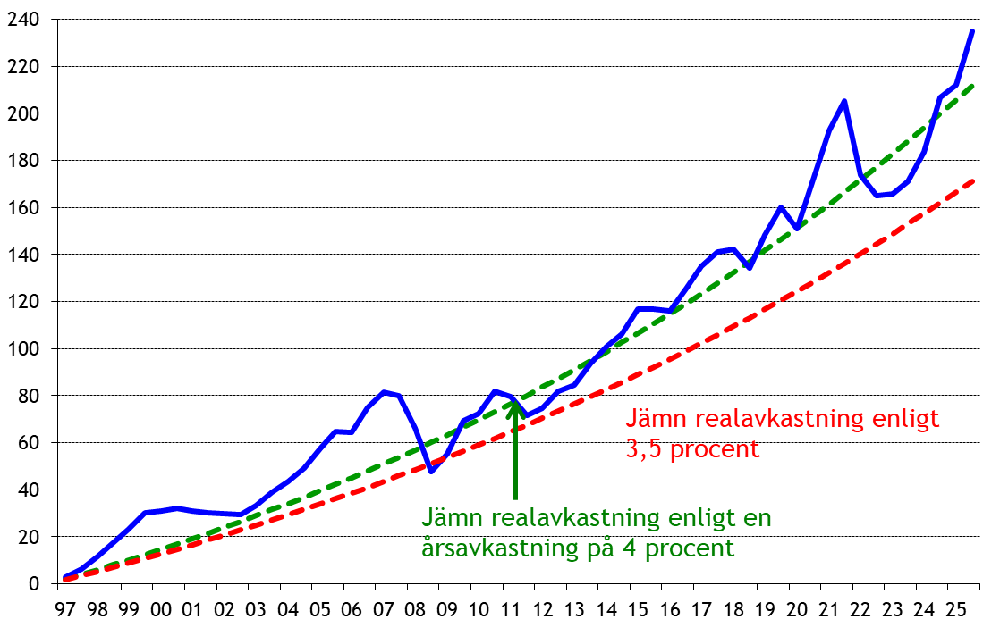 240
220
200
180
160
140
120
100
80
60
40
20
0
Jämn realavkastning enligt
3,5 procent
Jämn realavkastning enligt en
årsavkastning på 4 procent
97 98 99 00 01 02 03 04 05 06 07 08 09 10 11 12 13 14 15 16 17 18 19 20 21 22 23 24 25